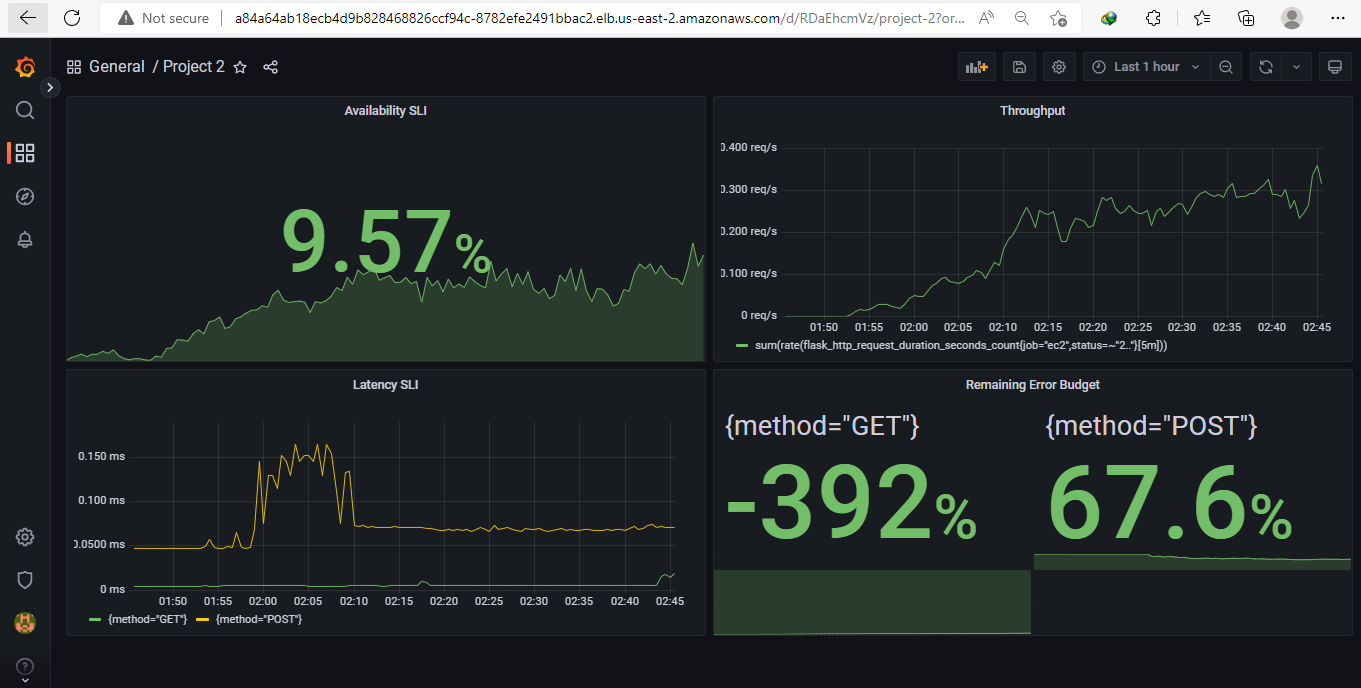 Not secure
a84a64ab18ecb4d9b828468826ccf94c-8782efe2491bbac2.elb.us-east-2.amazonaws.com/d/RDaEhcmVz/project-2?or...
General / Project 2
Last 1 hour
Availability SLI
9.57%
Throughput
0.400 req/s
0.300 req/s
0.200 req/s
0.100 req/s
0 req/s
01:50 01:55 02:00 02:05 02:10 02:15 02:20 02:25 02:30 02:35 02:40 02:45
sum(rate(flask_http_request_duration_seconds_count{job="ec2",status=~"2.."}[5m]))
Latency SLI
0.150 ms
0.100 ms
0.0500 ms
0 ms
01:50 01:55 02:00 02:05 02:10 02:15 02:20 02:25 02:30 02:35 02:40 02:45
{method="GET"} {method="POST"}
Remaining Error Budget
{method="GET"} {method="POST"}
-392% 67.6%